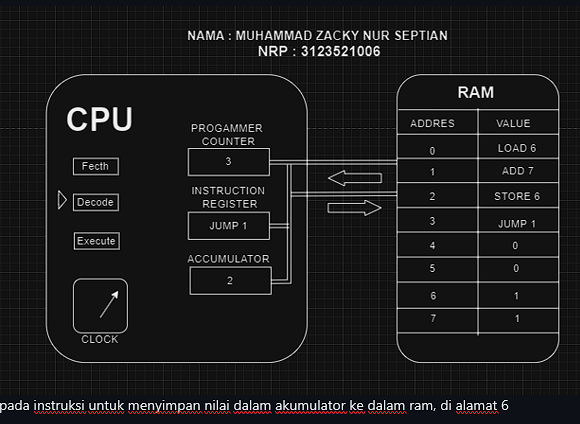 NAMA : MUHAMMAD ZACKY NUR SEPTIAN
NRP : 3123521006
CPU
Fecth
Decode
Execute
CLOCK
PROGAMMER
COUNTER
3
INSTRUCTION
REGISTER
JUMP 1
ACCUMULATOR
2
RAM
ADDRES VALUE
0 LOAD 6
1 ADD 7
2 STORE 6
3 JUMP 1
4 0
5 0
6 1
7 1
pada instruksi untuk menyimpan nilai dalam akumulator ke dalam ram, di alamat 6